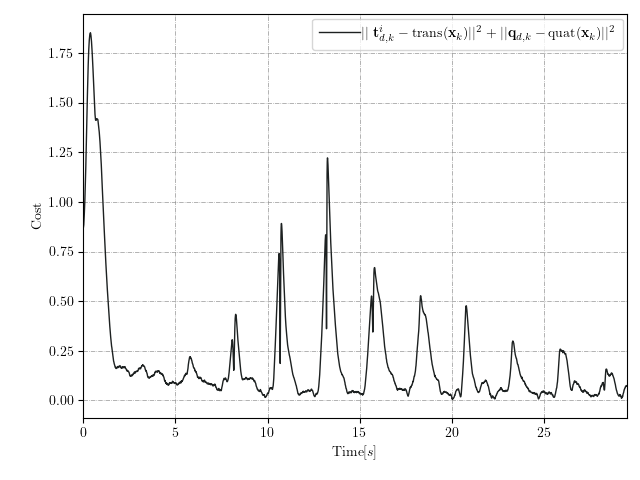 || t^i_{d,k} − trans(x_k)||^2 + ||q_{d,k} − quat(x_k)||^2
1.75
1.50
1.25
1.00
0.75
0.50
0.25
0.00
Cost
0 5 10 15 20 25
Time[s]